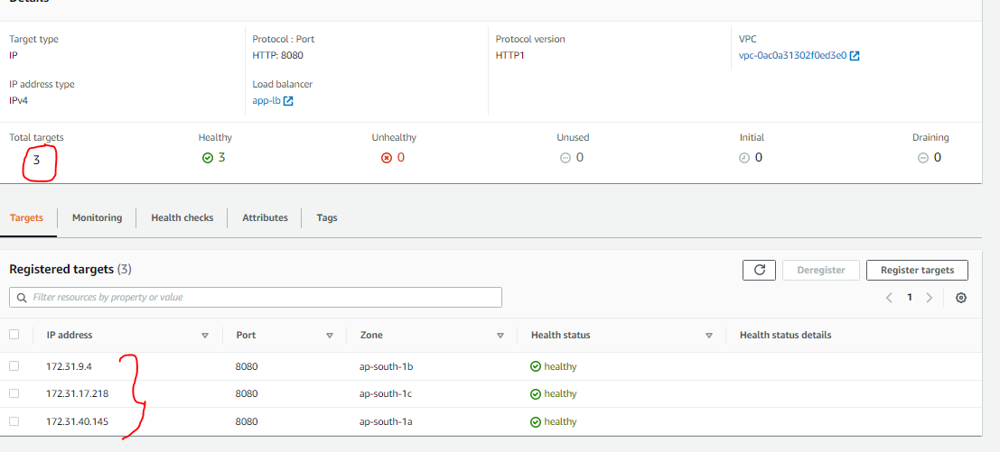 Details
Target type
Protocol : Port
Protocol version
VPC
IP
HTTP: 8080
HTTP1
vpc-0ac0a31302f0ed3e0
IP address type
Load balancer
IPv4
app-lb
Total targets
Healthy
Unhealthy
Unused
Initial
Draining
3
3
0
0
0
0
Targets
Monitoring
Health checks
Attributes
Tags
Registered targets (3)
Deregister
Register targets
Filter resources by property or value
1
IP address
Port
Zone
Health status
Health status details
172.31.9.4
8080
ap-south-1b
healthy
172.31.17.218
8080
ap-south-1c
healthy
172.31.40.145
8080
ap-south-1a
healthy